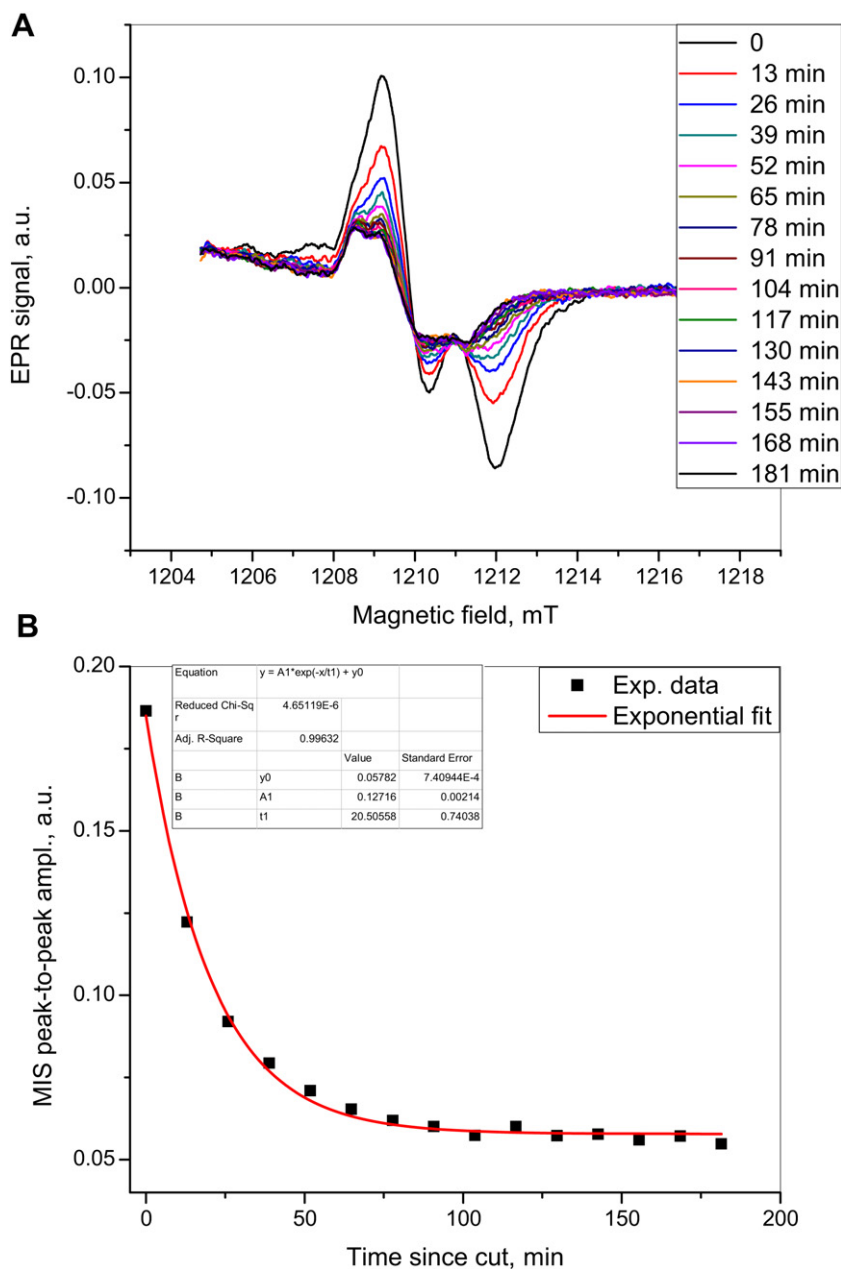 A
0.10
0.05
0.00
-0.05
-0.10
EPR signal, a.u.
1204 1206 1208 1210 1212 1214 1216 1218
Magnetic field, mT
0
13 min
26 min
39 min
52 min
65 min
78 min
91 min
104 min
117 min
130 min
143 min
155 min
168 min
181 min
B
0.20
0.15
0.10
0.05
MIS peak-to-peak ampl., a.u.
Equation y = A1*exp(-x/t1) + y0
Reduced Chi-Sq
r 4.65119E-6
Adj. R-Square 0.99632
Value Standard Error
B y0 0.05782 7.40944E-4
B A1 0.12716 0.00214
B t1 20.50558 0.74038
Exp. data
Exponential fit
0 50 100 150 200
Time since cut, min